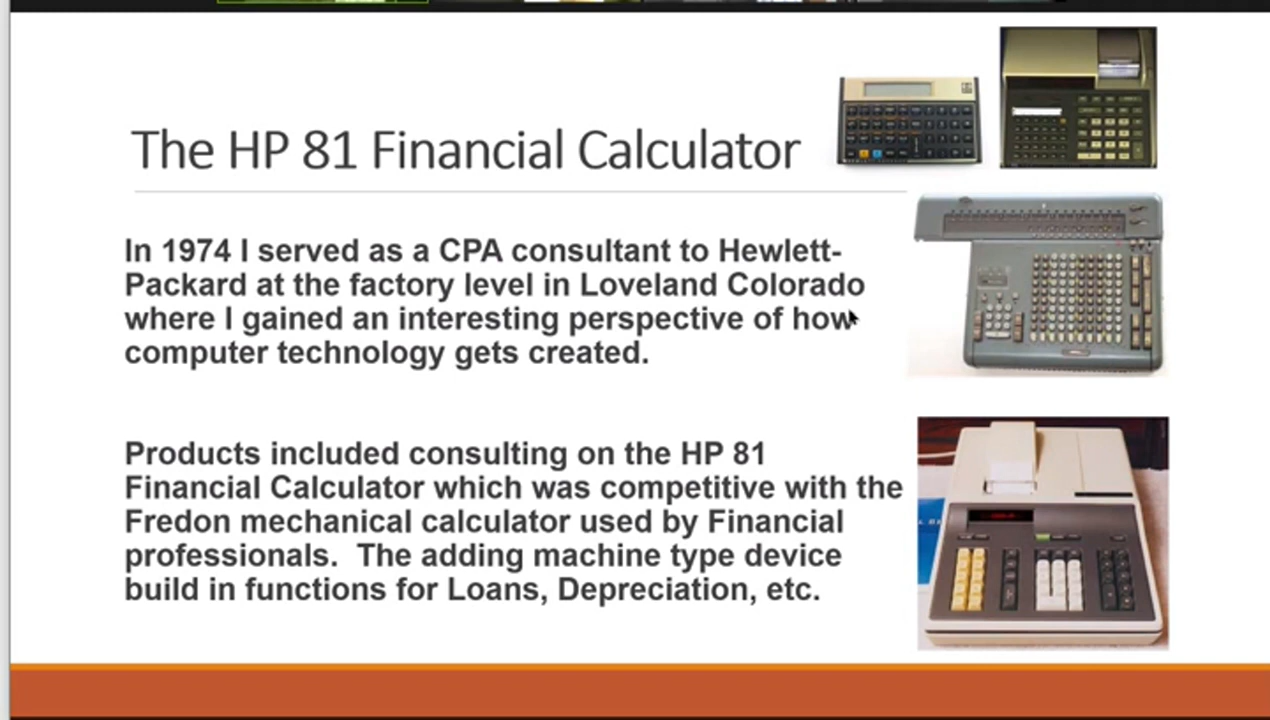 The HP 81 Financial Calculator
In 1974 I served as a CPA consultant to Hewlett-
Packard at the factory level in Loveland Colorado
where I gained an interesting perspective of how
computer technology gets created.
Products included consulting on the HP 81
Financial Calculator which was competitive with the
Fredon mechanical calculator used by Financial
professionals.  The adding machine type device
build in functions for Loans, Depreciation, etc.